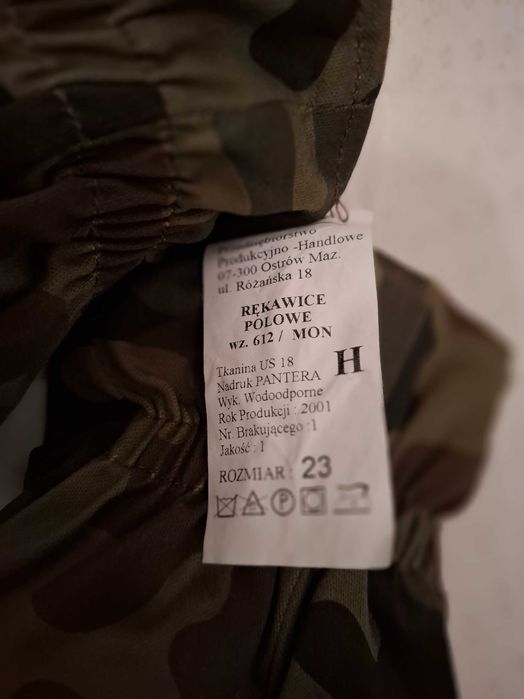 Przedsiębiorstwo
Produkcyjno -Handlowe
07-300 Ostrów Maz.
ul. Różańska 18
RĘKAWICE
POLOWE
wz. 612 / MON
H
Tkanina US 18
Nadruk PANTERA
Wyk. Wodoodporne
Rok Produkcji : 2001
Nr. Brakującego :1
Jakość : 1
ROZMIAR : 23
P